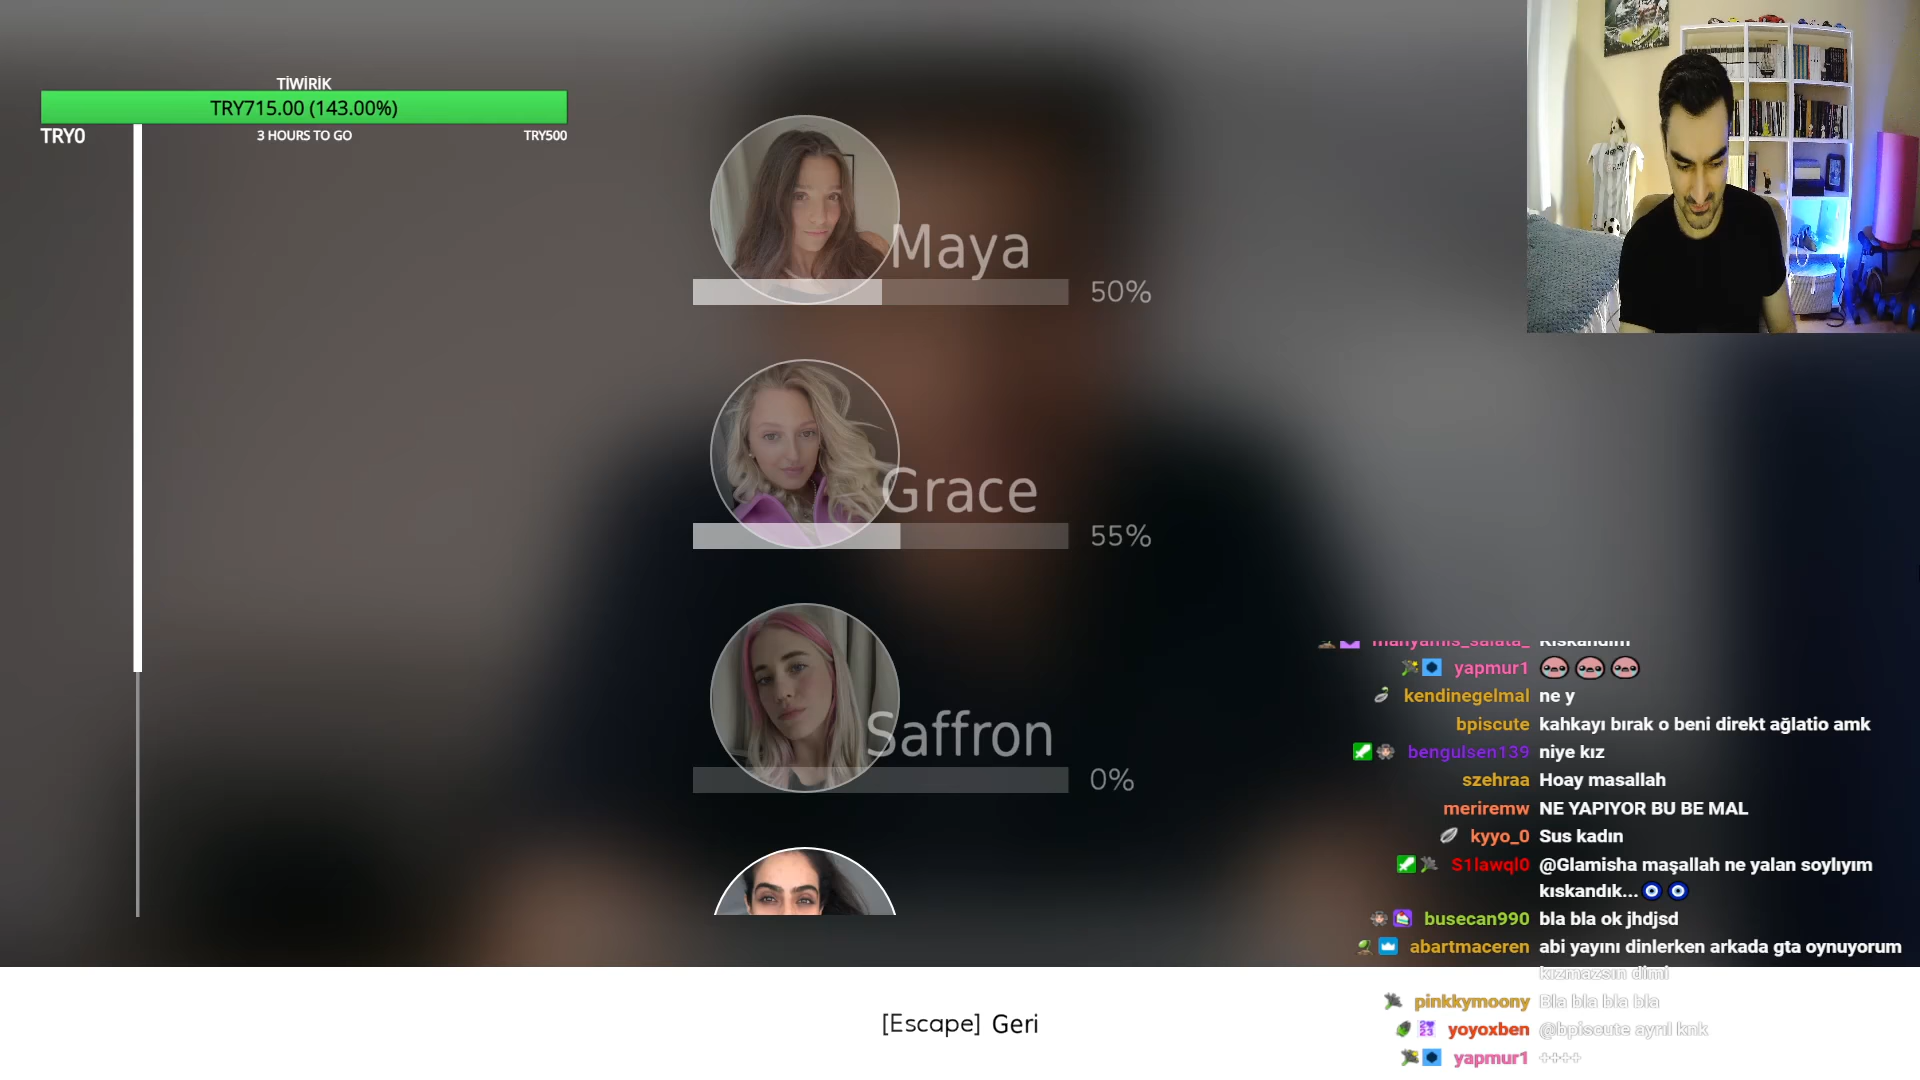 TİWİRİK
TRY715.00 (143.00%)
TRY0
3 HOURS TO GO
TRY500
Maya
50%
Grace
55%
Saffron
0%
manyamis_salata_ Kıskandım
yapmur1
kendinegelmal ne y
bpiscute kahkayı bırak o beni direkt ağlatio amk
bengulsen139 niye kız
szehraa Hoay masallah
meriremw NE YAPIYOR BU BE MAL
kyyo_0 Sus kadın
S1lawql0 @Glamisha maşallah ne yalan soylıyım
kıskandık...
busecan990 bla bla ok jhdjsd
abartmaceren abi yayını dinlerken arkada gta oynuyorum
kızmazsın dimi
pinkkymoony Bla bla bla bla
yoyoxben @bpiscute ayrıl knk
yapmur1 ++++
[Escape] Geri